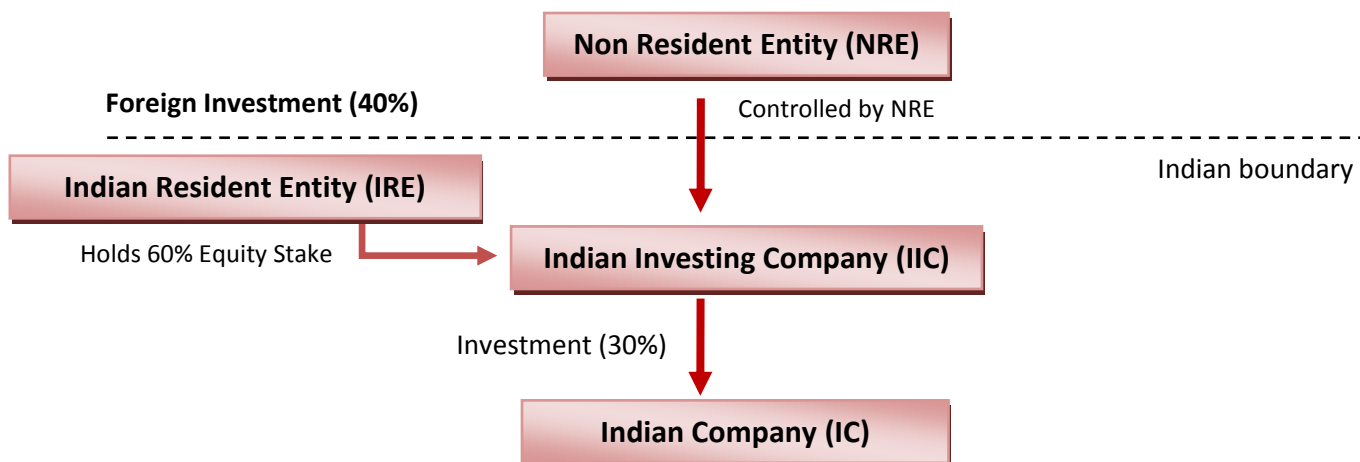 Non Resident Entity (NRE)
Foreign Investment (40%)
Controlled by NRE
Indian boundary
Indian Resident Entity (IRE)
Holds 60% Equity Stake
Indian Investing Company (IIC)
Investment (30%)
Indian Company (IC)